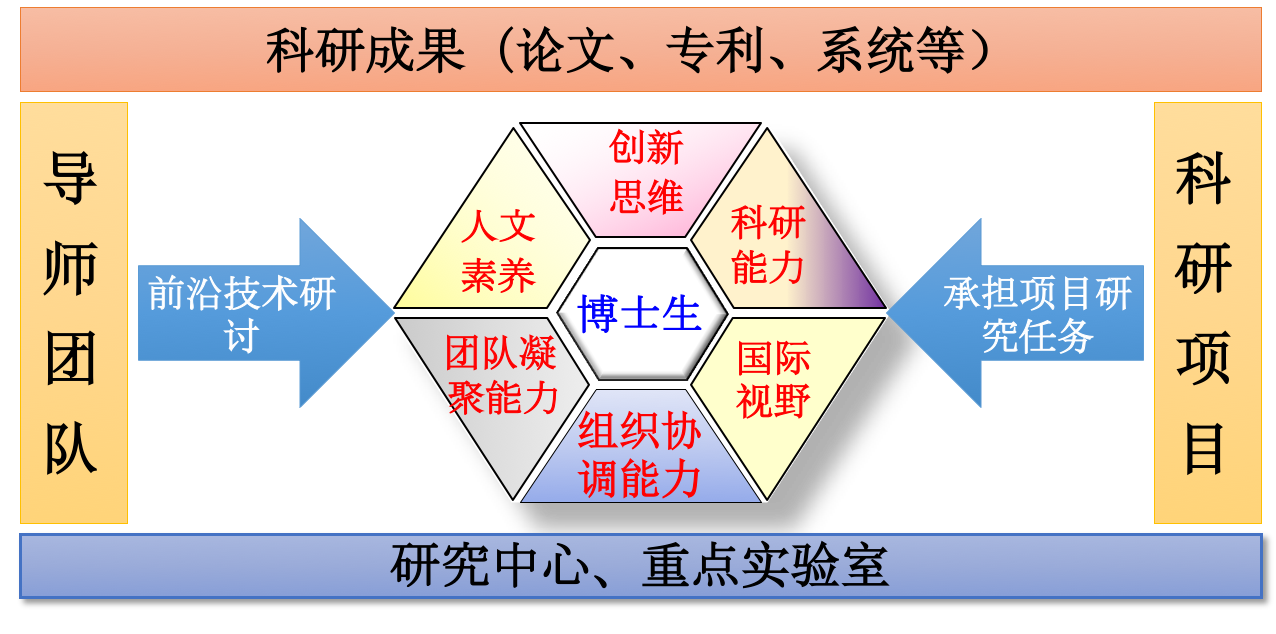 科研成果（论文、专利、系统等）
导
师
团
队
前沿技术研
讨
创新
思维
人文
素养
科研
能力
博士生
团队凝
聚能力
国际
视野
组织协
调能力
承担项目研
究任务
科
研
项
目
研究中心、重点实验室